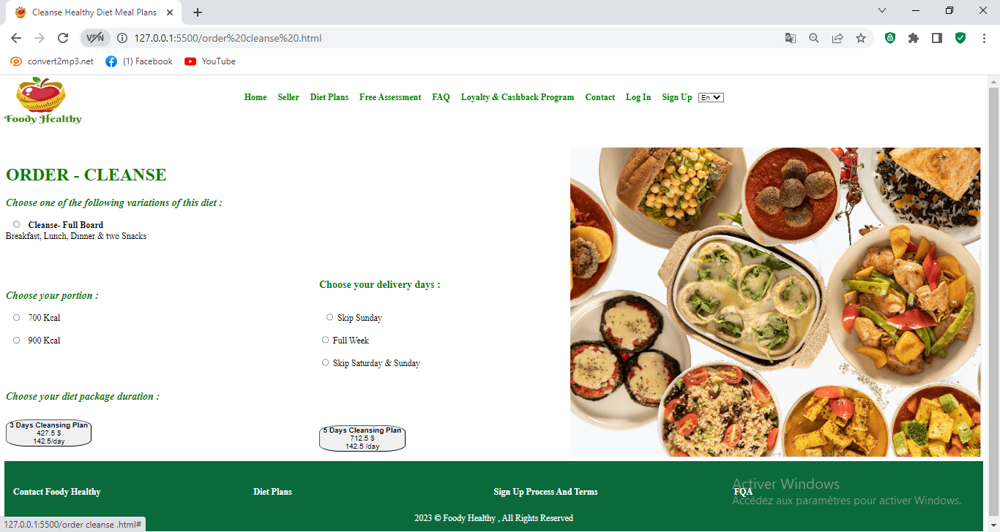 Cleanse Healthy Diet Meal Plans
VPN
127.0.0.1:5500/order%20cleanse%20.html
convert2mp3.net (1) Facebook YouTube
Foody Healthy
Home Seller Diet Plans Free Assessment FAQ Loyalty & Cashback Program Contact Log In Sign Up En
ORDER - CLEANSE
Choose one of the following variations of this diet :
Cleanse- Full Board
Breakfast, Lunch, Dinner & two Snacks
Choose your portion :
700 Kcal
900 Kcal
Choose your delivery days :
Skip Sunday
Full Week
Skip Saturday & Sunday
Choose your diet package duration :
3 Days Cleansing Plan
427.5 $
142.5/day
5 Days Cleansing Plan
712.5 $
142.5 /day
Contact Foody Healthy Diet Plans Sign Up Process And Terms FQA
Activer Windows
Accédez aux paramètres pour activer Windows.
2023 © Foody Healthy , All Rights Reserved
127.0.0.1:5500/order cleanse .html#